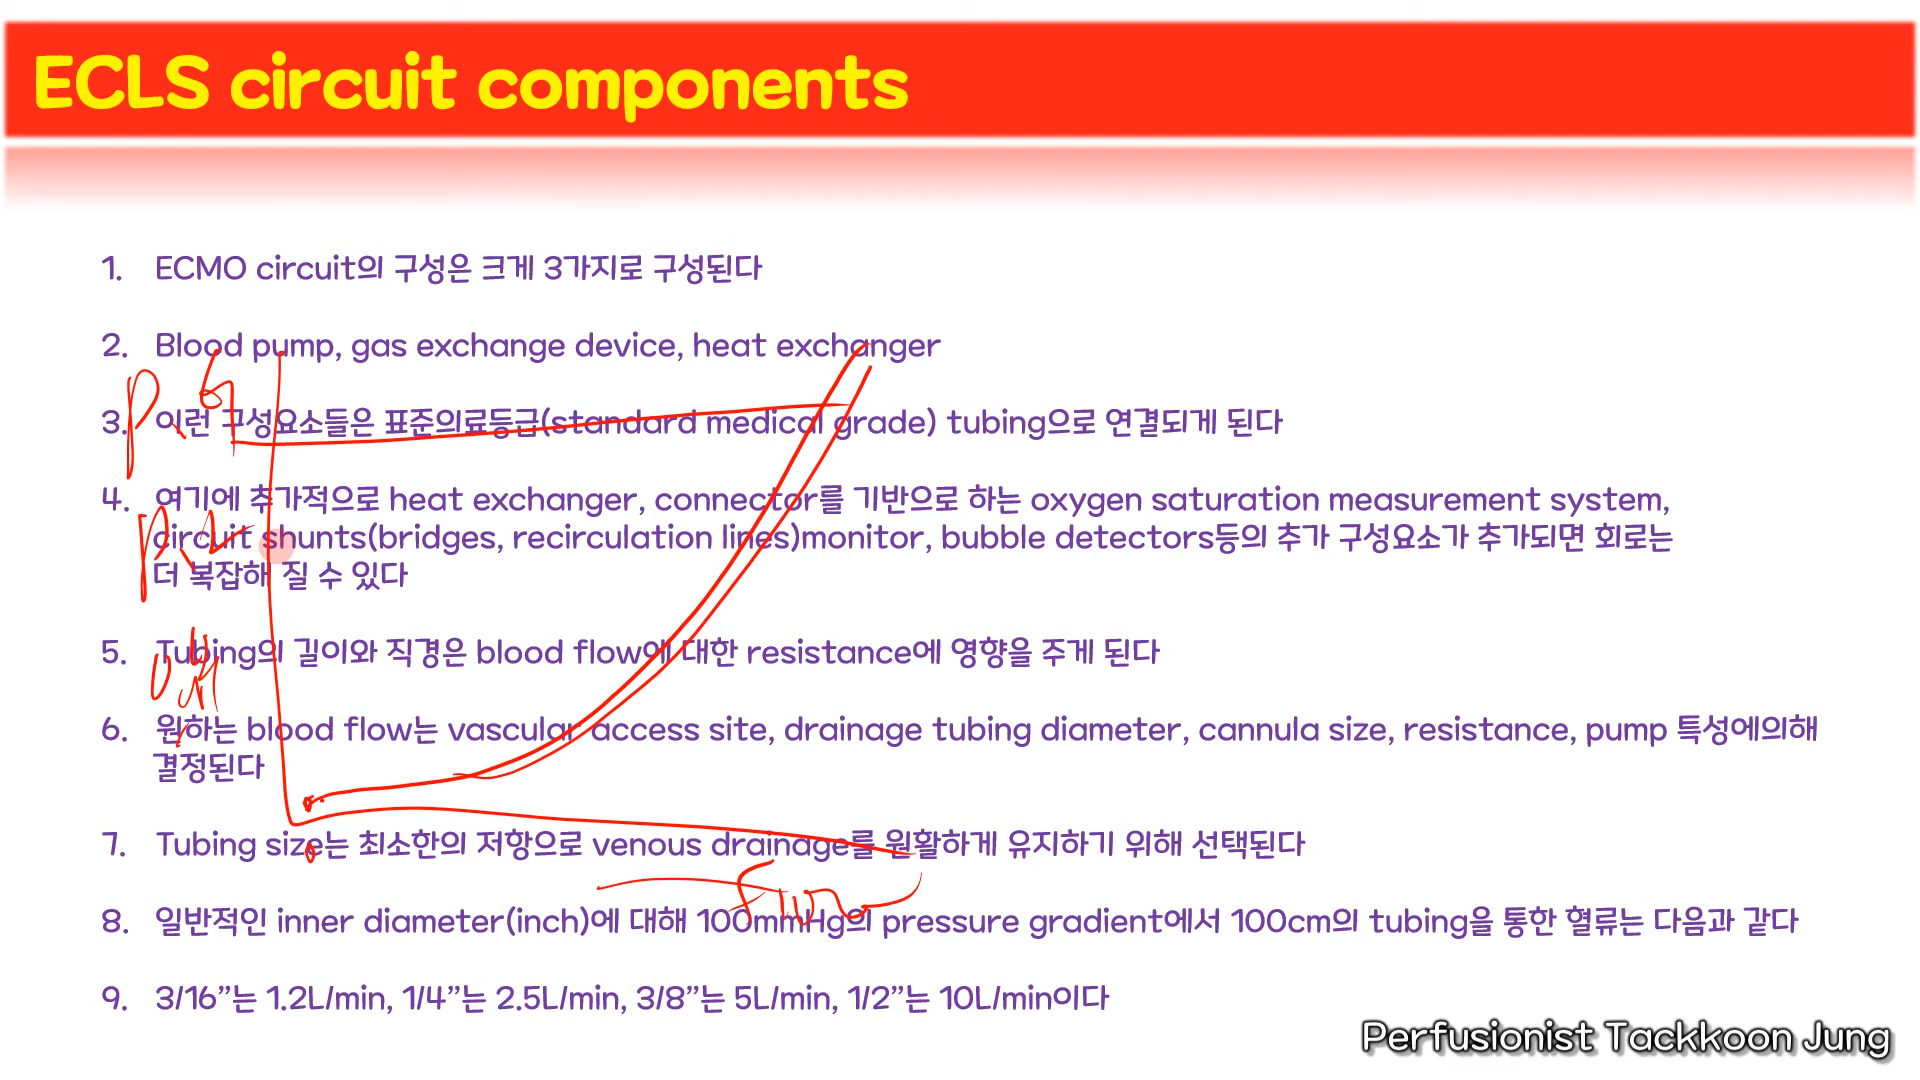 ECLS circuit components
1. ECMO circuit의 구성은 크게 3가지로 구성된다
2. Blood pump, gas exchange device, heat exchanger
3. 이런 구성요소들은 표준의료등급(standard medical grade) tubing으로 연결되게 된다
4. 여기에 추가적으로 heat exchanger, connector를 기반으로 하는 oxygen saturation measurement system,
circuit shunts(bridges, recirculation lines)monitor, bubble detectors등의 추가 구성요소가 추가되면 회로는
더 복잡해 질 수 있다
5. Tubing의 길이와 직경은 blood flow에 대한 resistance에 영향을 주게 된다
6. 원하는 blood flow는 vascular access site, drainage tubing diameter, cannula size, resistance, pump 특성에의해
결정된다
7. Tubing size는 최소한의 저항으로 venous drainage를 원활하게 유지하기 위해 선택된다
Flow
8. 일반적인 inner diameter(inch)에 대해 100mmHg의 pressure gradient에서 100cm의 tubing을 통한 혈류는 다음과 같다
9. 3/16”는 1.2L/min, 1/4”는 2.5L/min, 3/8”는 5L/min, 1/2”는 10L/min이다
Perfusionist Tackkoon Jung